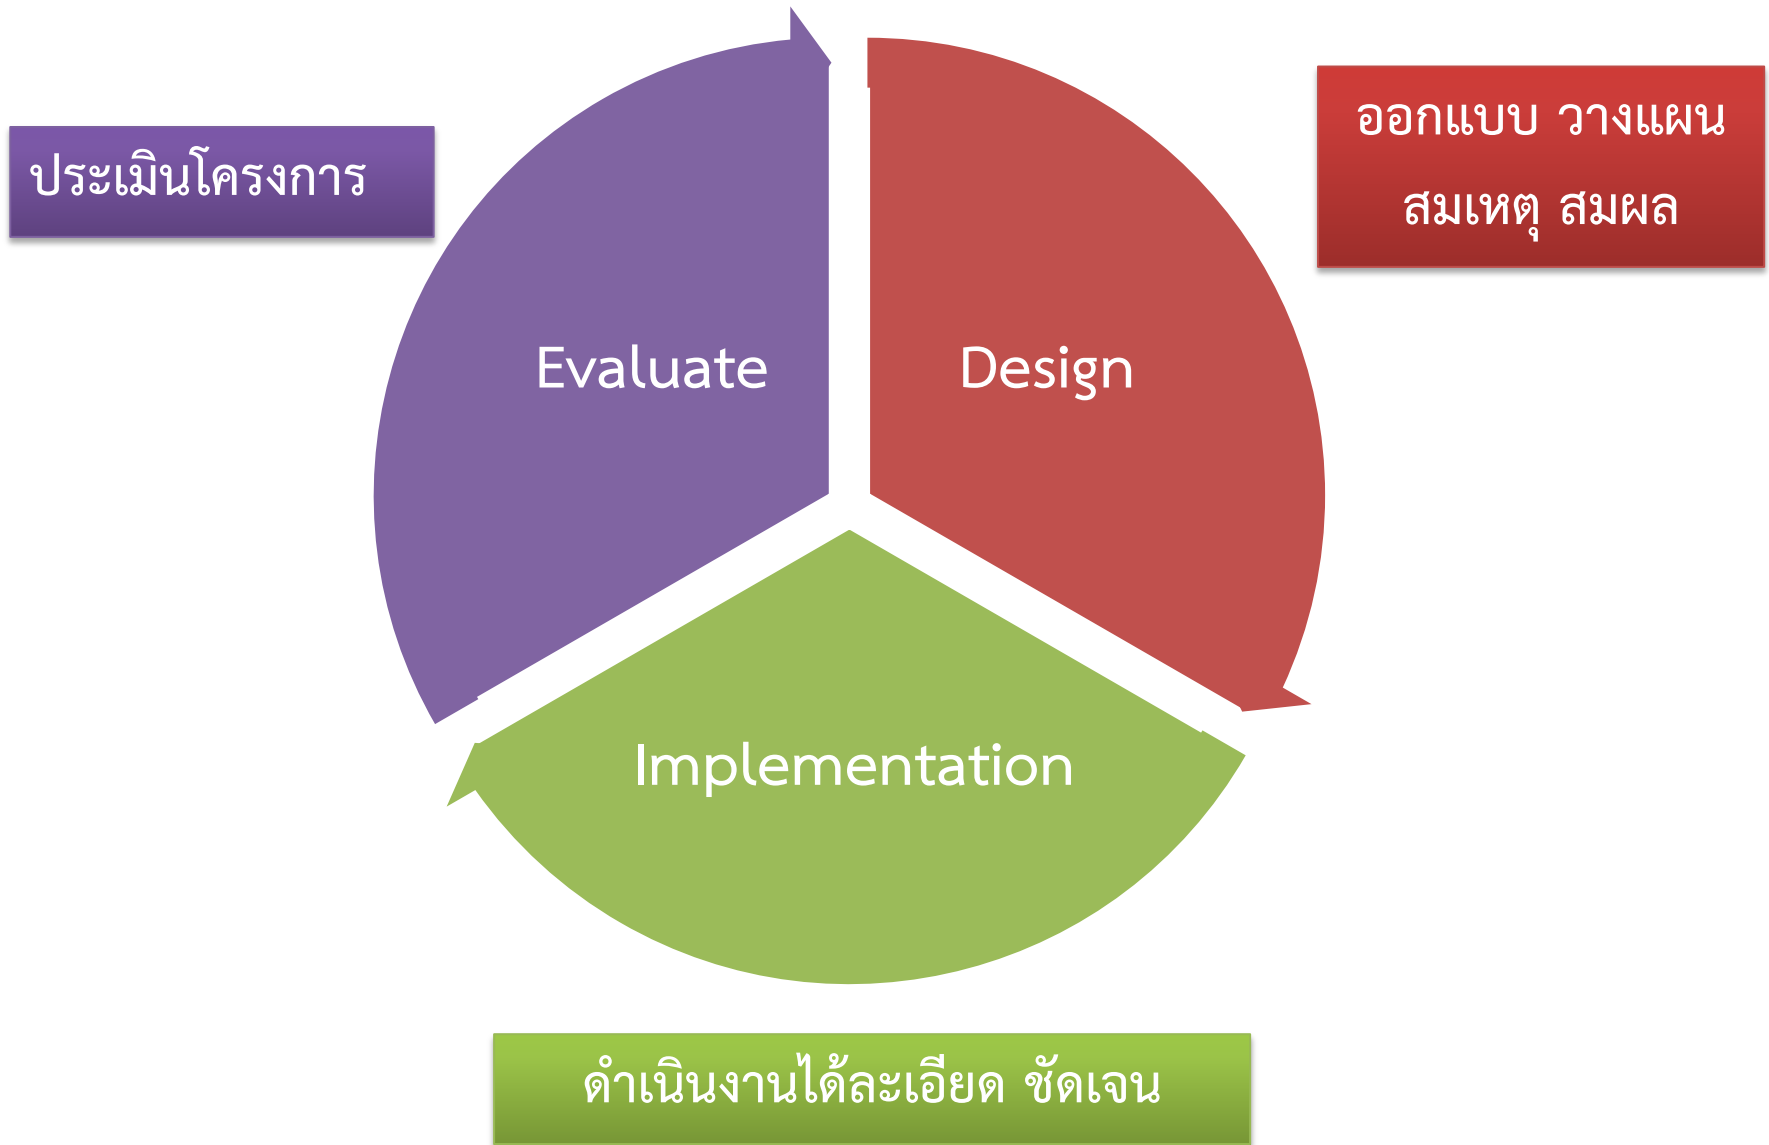 ออกแบบ วางแผน
สมเหตุ สมผล
ประเมินโครงการ
Evaluate
Design
Implementation
ดำเนินงานได้ละเอียด ชัดเจน